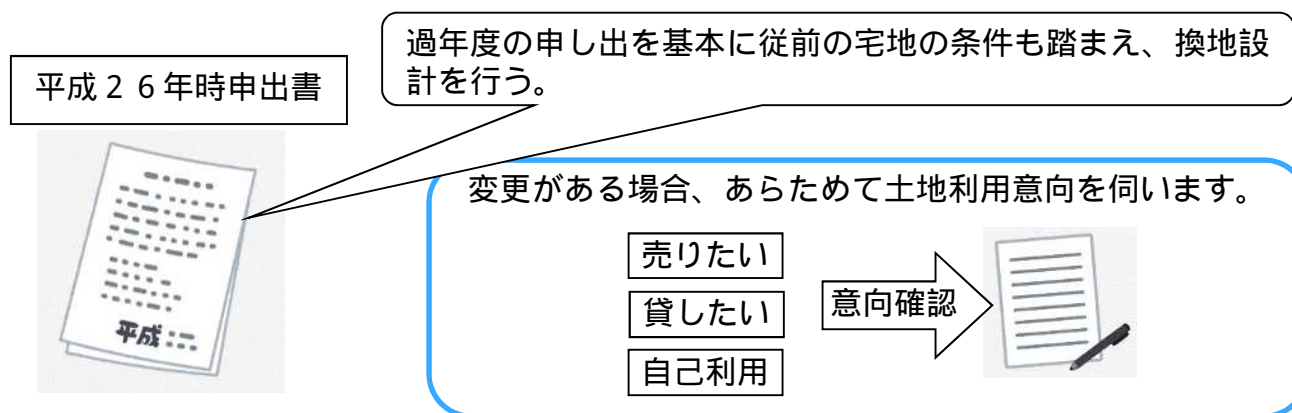 過年度の申し出を基本に従前の宅地の条件も踏まえ、換地設
計を行う。
平成２６年時申出書
平成
変更がある場合、あらためて土地利用意向を伺います。
売りたい
貸したい
自己利用
意向確認